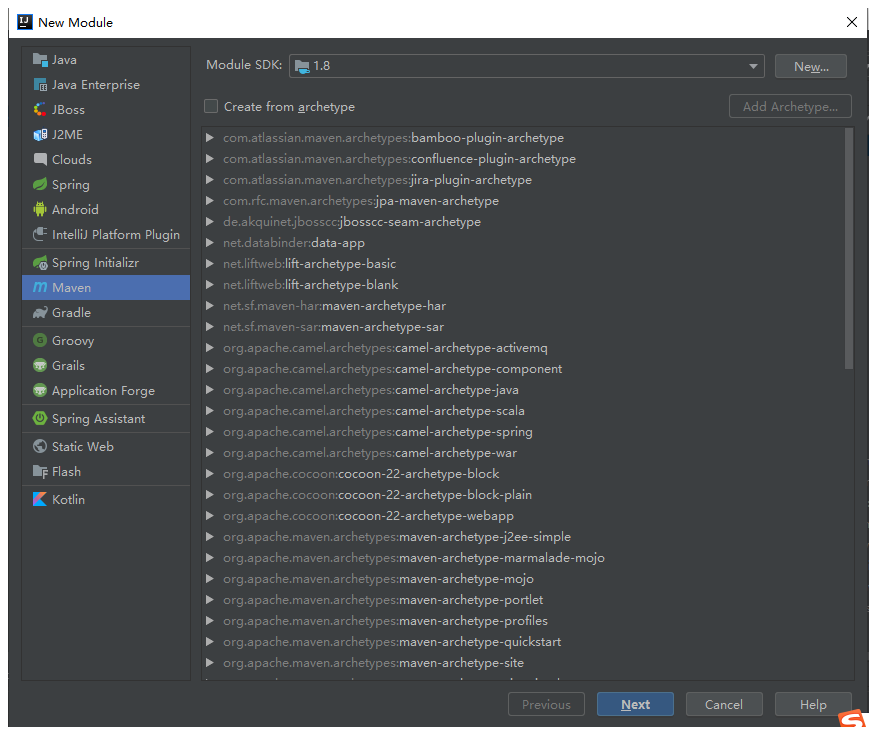 New Module
Java
Java Enterprise
JBoss
J2ME
Clouds
Spring
Android
IntelliJ Platform Plugin
Spring Initializr
Maven
Gradle
Groovy
Grails
Application Forge
Spring Assistant
Static Web
Flash
Kotlin
Module SDK: 1.8 New...
Create from archetype Add Archetype...
com.atlassian.maven.archetypes:bamboo-plugin-archetype
com.atlassian.maven.archetypes:confluence-plugin-archetype
com.atlassian.maven.archetypes:jira-plugin-archetype
com.rfc.maven.archetypes:jpa-maven-archetype
de.akquinet.jbosscc:jbosscc-seam-archetype
net.databinder:data-app
net.liftweb:lift-archetype-basic
net.liftweb:lift-archetype-blank
net.sf.maven-har:maven-archetype-har
net.sf.maven-sar:maven-archetype-sar
org.apache.camel.archetypes:camel-archetype-activemq
org.apache.camel.archetypes:camel-archetype-component
org.apache.camel.archetypes:camel-archetype-java
org.apache.camel.archetypes:camel-archetype-scala
org.apache.camel.archetypes:camel-archetype-spring
org.apache.camel.archetypes:camel-archetype-war
org.apache.cocoon:cocoon-22-archetype-block
org.apache.cocoon:cocoon-22-archetype-block-plain
org.apache.cocoon:cocoon-22-archetype-webapp
org.apache.maven.archetypes:maven-archetype-j2ee-simple
org.apache.maven.archetypes:maven-archetype-marmalade-mojo
org.apache.maven.archetypes:maven-archetype-mojo
org.apache.maven.archetypes:maven-archetype-portlet
org.apache.maven.archetypes:maven-archetype-profiles
org.apache.maven.archetypes:maven-archetype-quickstart
org.apache.maven.archetypes:maven-archetype-site
Previous Next Cancel Help